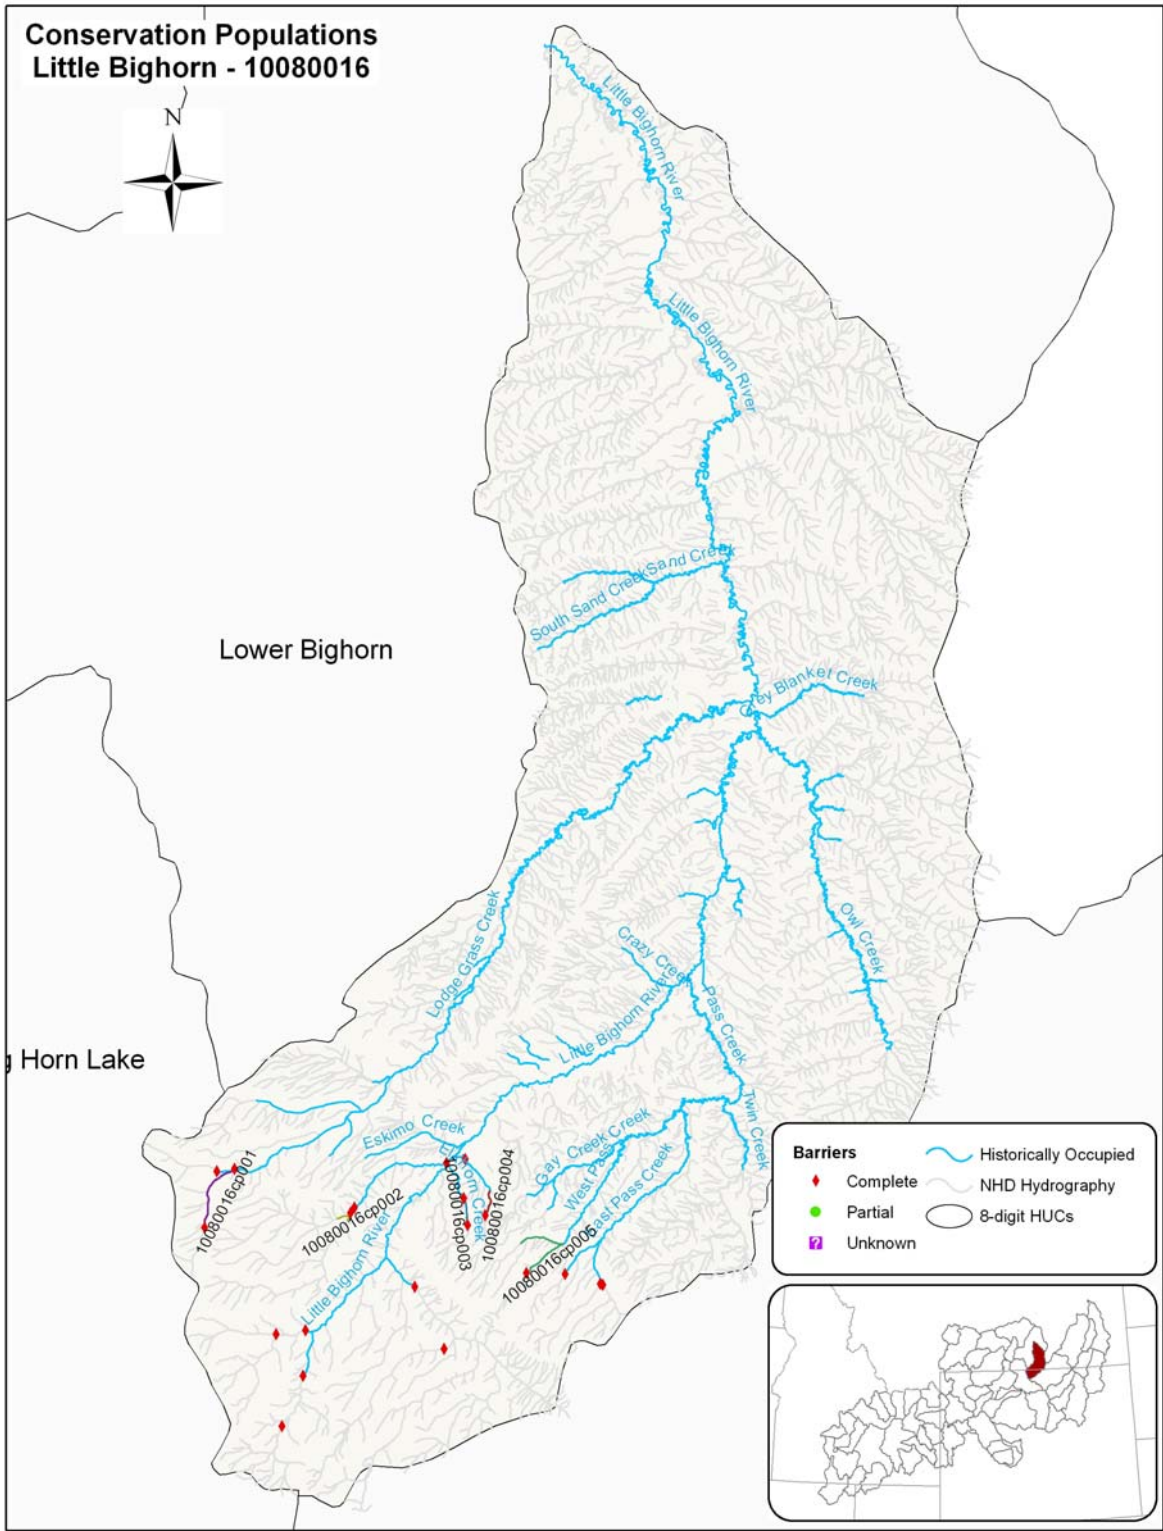 Conservation Populations
Little Bighorn - 10080016
N
Little Bighorn River
Little Bighorn River
Sand Creek
South Sand Creek
Lower Bighorn
Grey Blanket Creek
Owl Creek
Lodge Grass Creek
Crazy Creek
Little Bighorn River
Pass Creek
g Horn Lake
Twin Creek
Eskimo Creek
Elkhorn Creek
Gay Creek
Creek
West Pass
East Pass Creek
10080016cp001
10080016cp002
10080016cp003
10080016cp004
10080016cp005
Little Bighorn River
Barriers
Complete
Partial
? Unknown
Historically Occupied
NHD Hydrography
8-digit HUCs